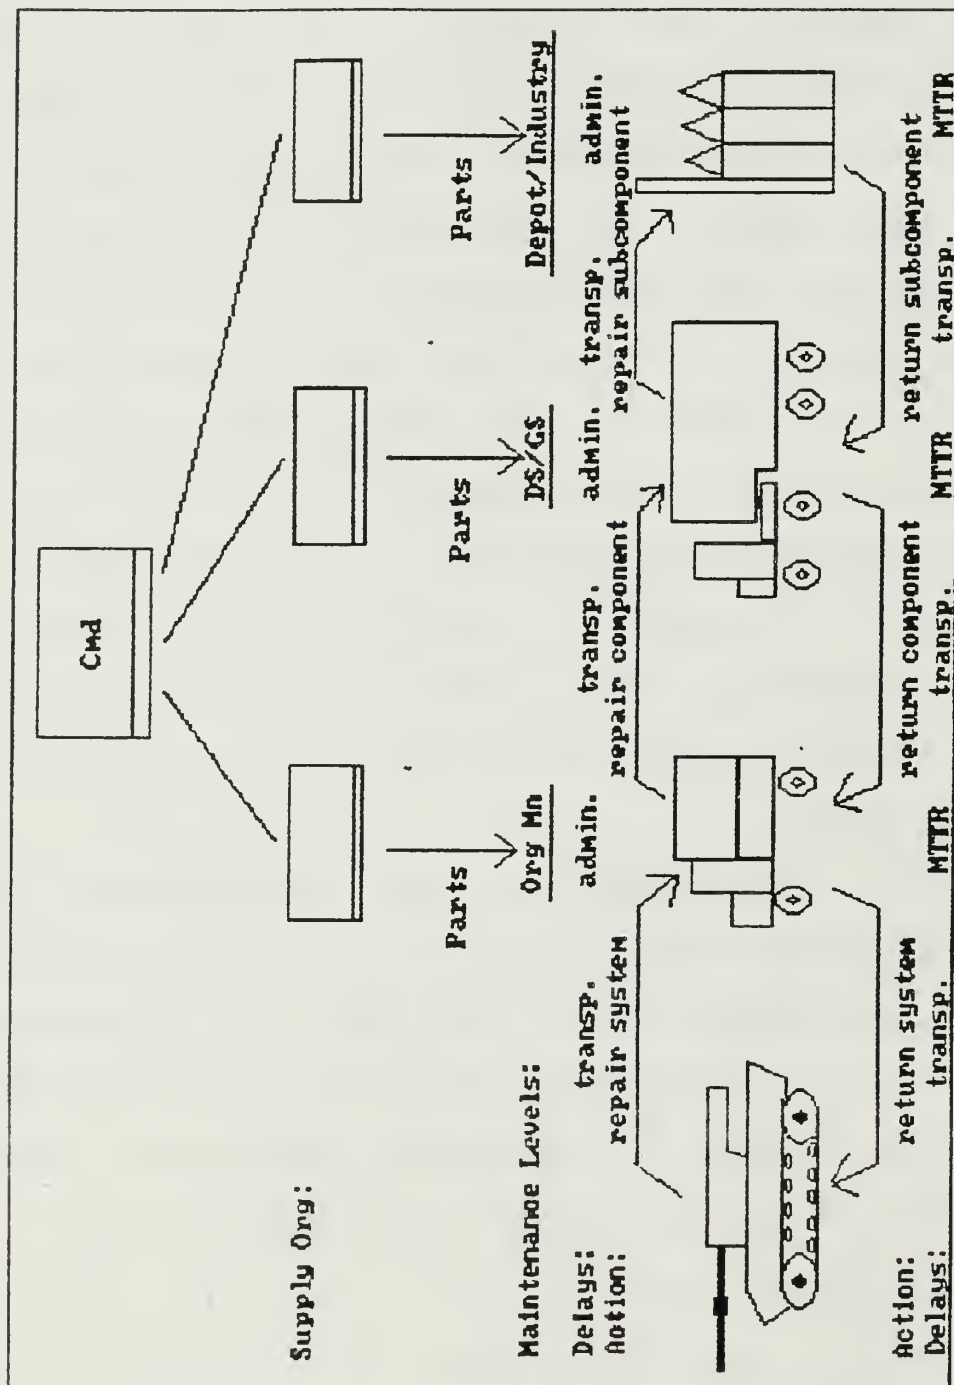 Cmd
Supply Org:
Parts Parts Parts
Maintenance Levels: Org Mn DS/GS Depot/Industry
Delays: transp. admin. transp. admin. transp. admin.
Action: repair system repair component repair subcomponent
Action: return system return component return subcomponent
Delays: transp. MTTR transp. MTTR transp. MTTR